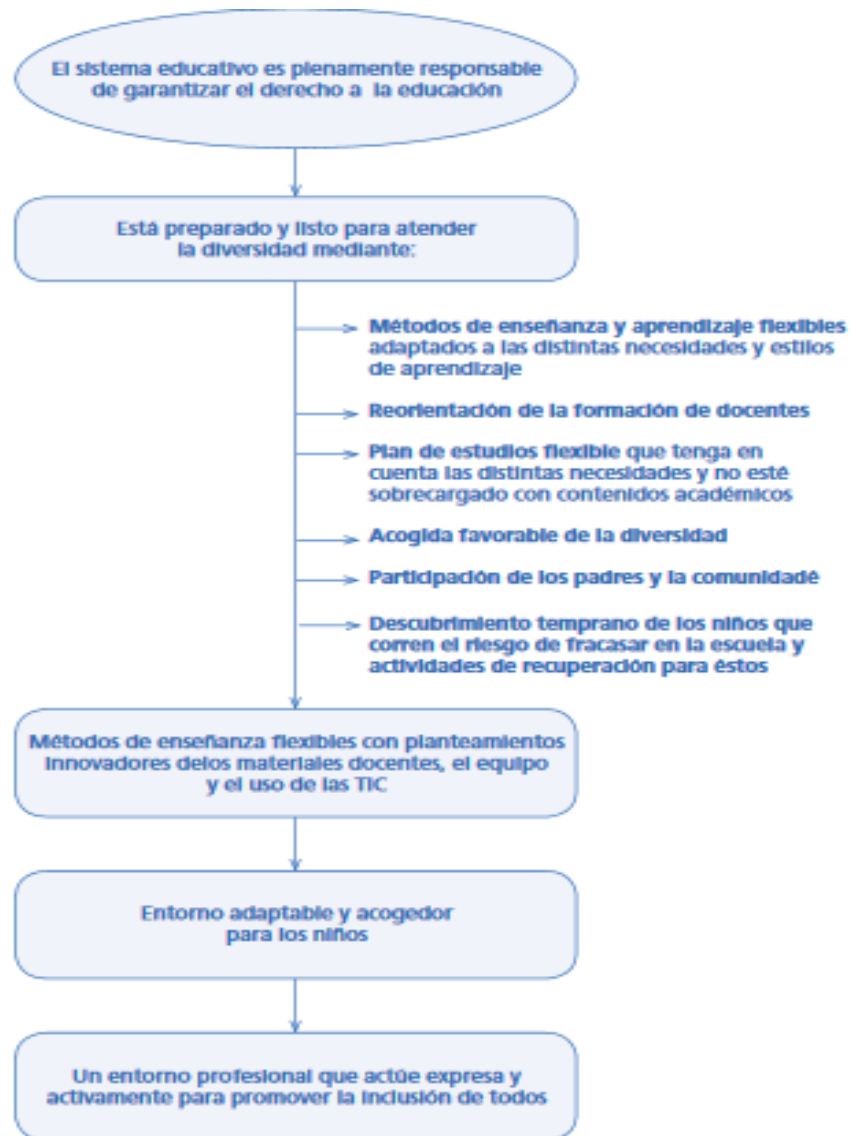 El sistema educativo es plenamente responsable
de garantizar el derecho a la educación
Está preparado y listo para atender
la diversidad mediante:
Métodos de enseñanza y aprendizaje flexibles
adaptados a las distintas necesidades y estilos
de aprendizaje
Reorientación de la formación de docentes
Plan de estudios flexible que tenga en
cuenta las distintas necesidades y no esté
sobrecargado con contenidos académicos
Acogida favorable de la diversidad
Participación de los padres y la comunidadé
Descubrimiento temprano de los niños que
corren el riesgo de fracasar en la escuela y
actividades de recuperación para éstos
Métodos de enseñanza flexibles con planteamientos
innovadores delos materiales docentes, el equipo
y el uso de las TIC
Entorno adaptable y acogedor
para los niños
Un entorno profesional que actúe expresa y
activamente para promover la inclusión de todos